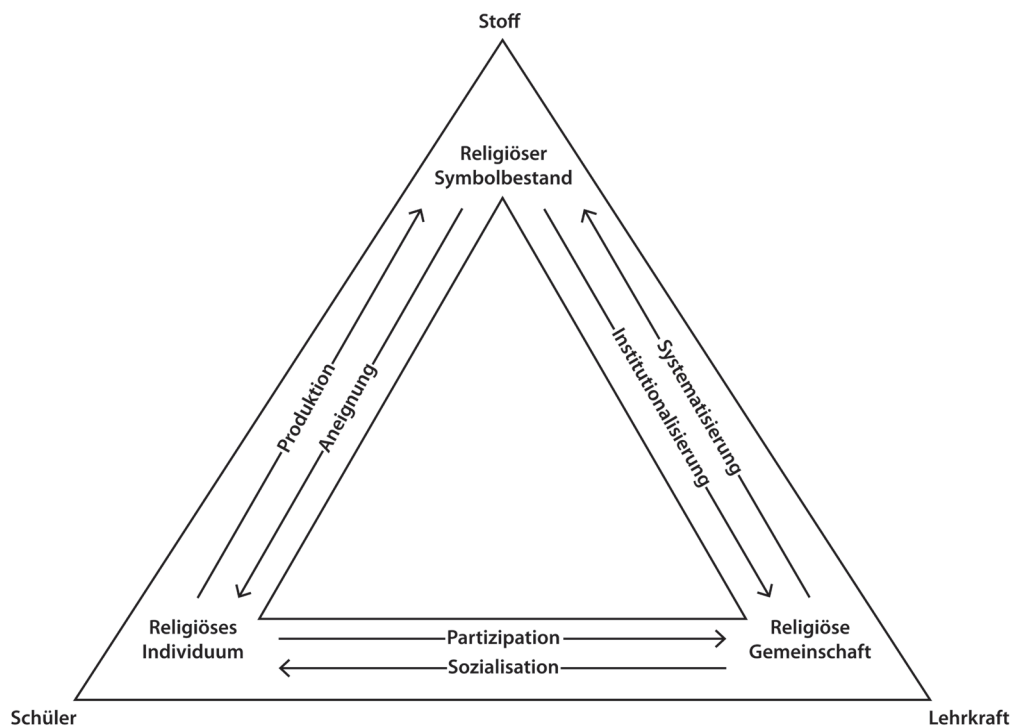 Stoff
Religiöser
Symbolbestand
Produktion
Aneignung
Institutionalisierung
Systematisierung
Religiöses
Individuum
Partizipation
Sozialisation
Religiöse
Gemeinschaft
Schüler
Lehrkraft